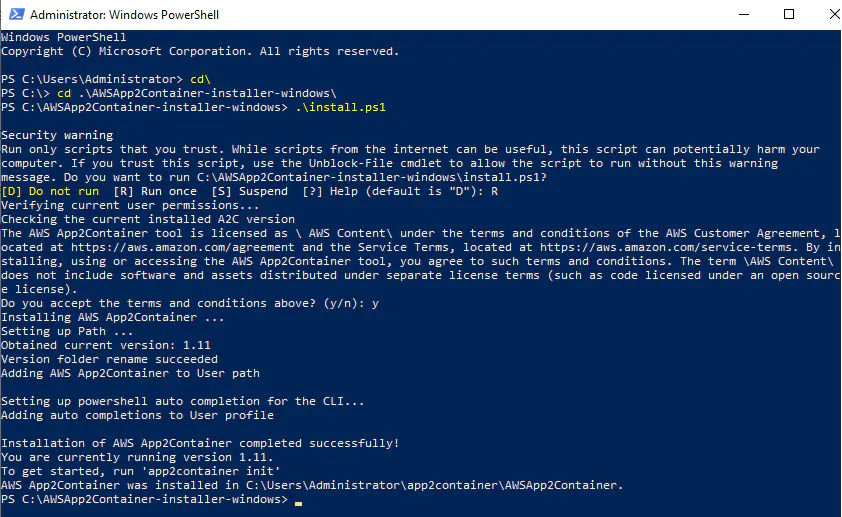 Administrator: Windows PowerShell
Windows PowerShell
Copyright (C) Microsoft Corporation. All rights reserved.
PS C:\Users\Administrator> cd\
PS C:\> cd .\AWSApp2Container-installer-windows\
PS C:\AWSApp2Container-installer-windows> .\install.ps1
Security warning
Run only scripts that you trust. While scripts from the internet can be useful, this script can potentially harm your
computer. If you trust this script, use the Unblock-File cmdlet to allow the script to run without this warning
message. Do you want to run C:\AWSApp2Container-installer-windows\install.ps1?
[D] Do not run  [R] Run once  [S] Suspend  [?] Help (default is "D"): R
Verifying current user permissions...
Checking the current installed A2C version
The AWS App2Container tool is licensed as \ AWS Content\ under the terms and conditions of the AWS Customer Agreement, l
ocated at https://aws.amazon.com/agreement and the Service Terms, located at https://aws.amazon.com/service-terms. By in
stalling, using or accessing the AWS App2Container tool, you agree to such terms and conditions. The term \AWS Content\
does not include software and assets distributed under separate license terms (such as code licensed under an open sourc
e license).
Do you accept the terms and conditions above? (y/n): y
Installing AWS App2Container ...
Setting up Path ...
Obtained current version: 1.11
Version folder rename succeeded
Adding AWS App2Container to User path
Setting up powershell auto completion for the CLI...
Adding auto completions to User profile
Installation of AWS App2Container completed successfully!
You are currently running version 1.11.
To get started, run 'app2container init'
AWS App2Container was installed in C:\Users\Administrator\app2container\AWSApp2Container.
PS C:\AWSApp2Container-installer-windows>